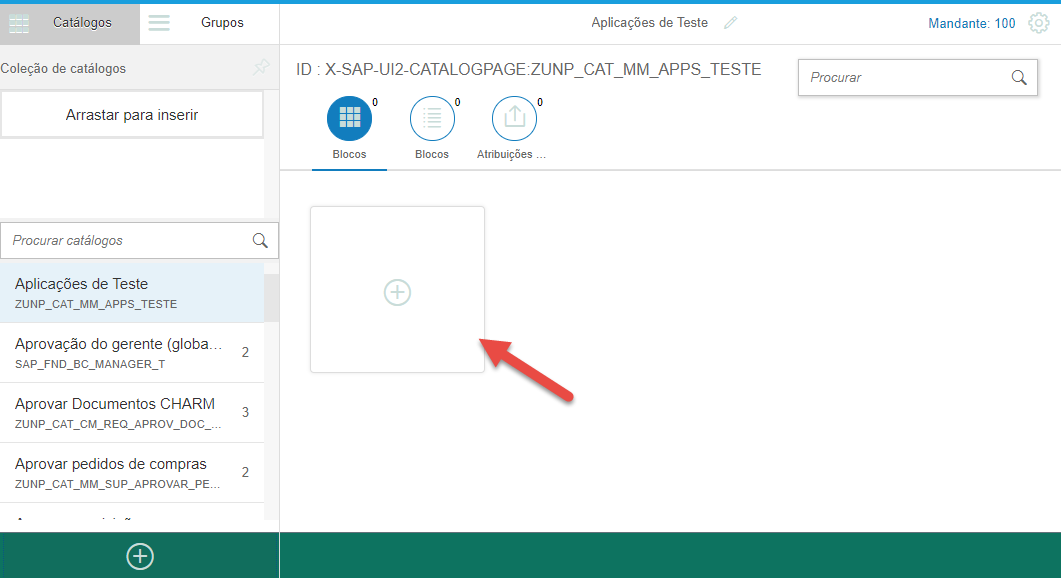 Catálogos
Grupos
Aplicações de Teste
Mandante: 100
Coleção de catálogos
ID : X-SAP-UI2-CATALOGPAGE:ZUNP_CAT_MM_APPS_TESTE
Procurar
Arrastar para inserir
0
0
0
Blocos
Blocos
Atribuições ...
Procurar catálogos
Aplicações de Teste
ZUNP_CAT_MM_APPS_TESTE
Aprovação do gerente (globa...
2
SAP_FND_BC_MANAGER_T
Aprovar Documentos CHARM
3
ZUNP_CAT_CM_REQ_APROV_DOC_...
Aprovar pedidos de compras
2
ZUNP_CAT_MM_SUP_APROVAR_PE...